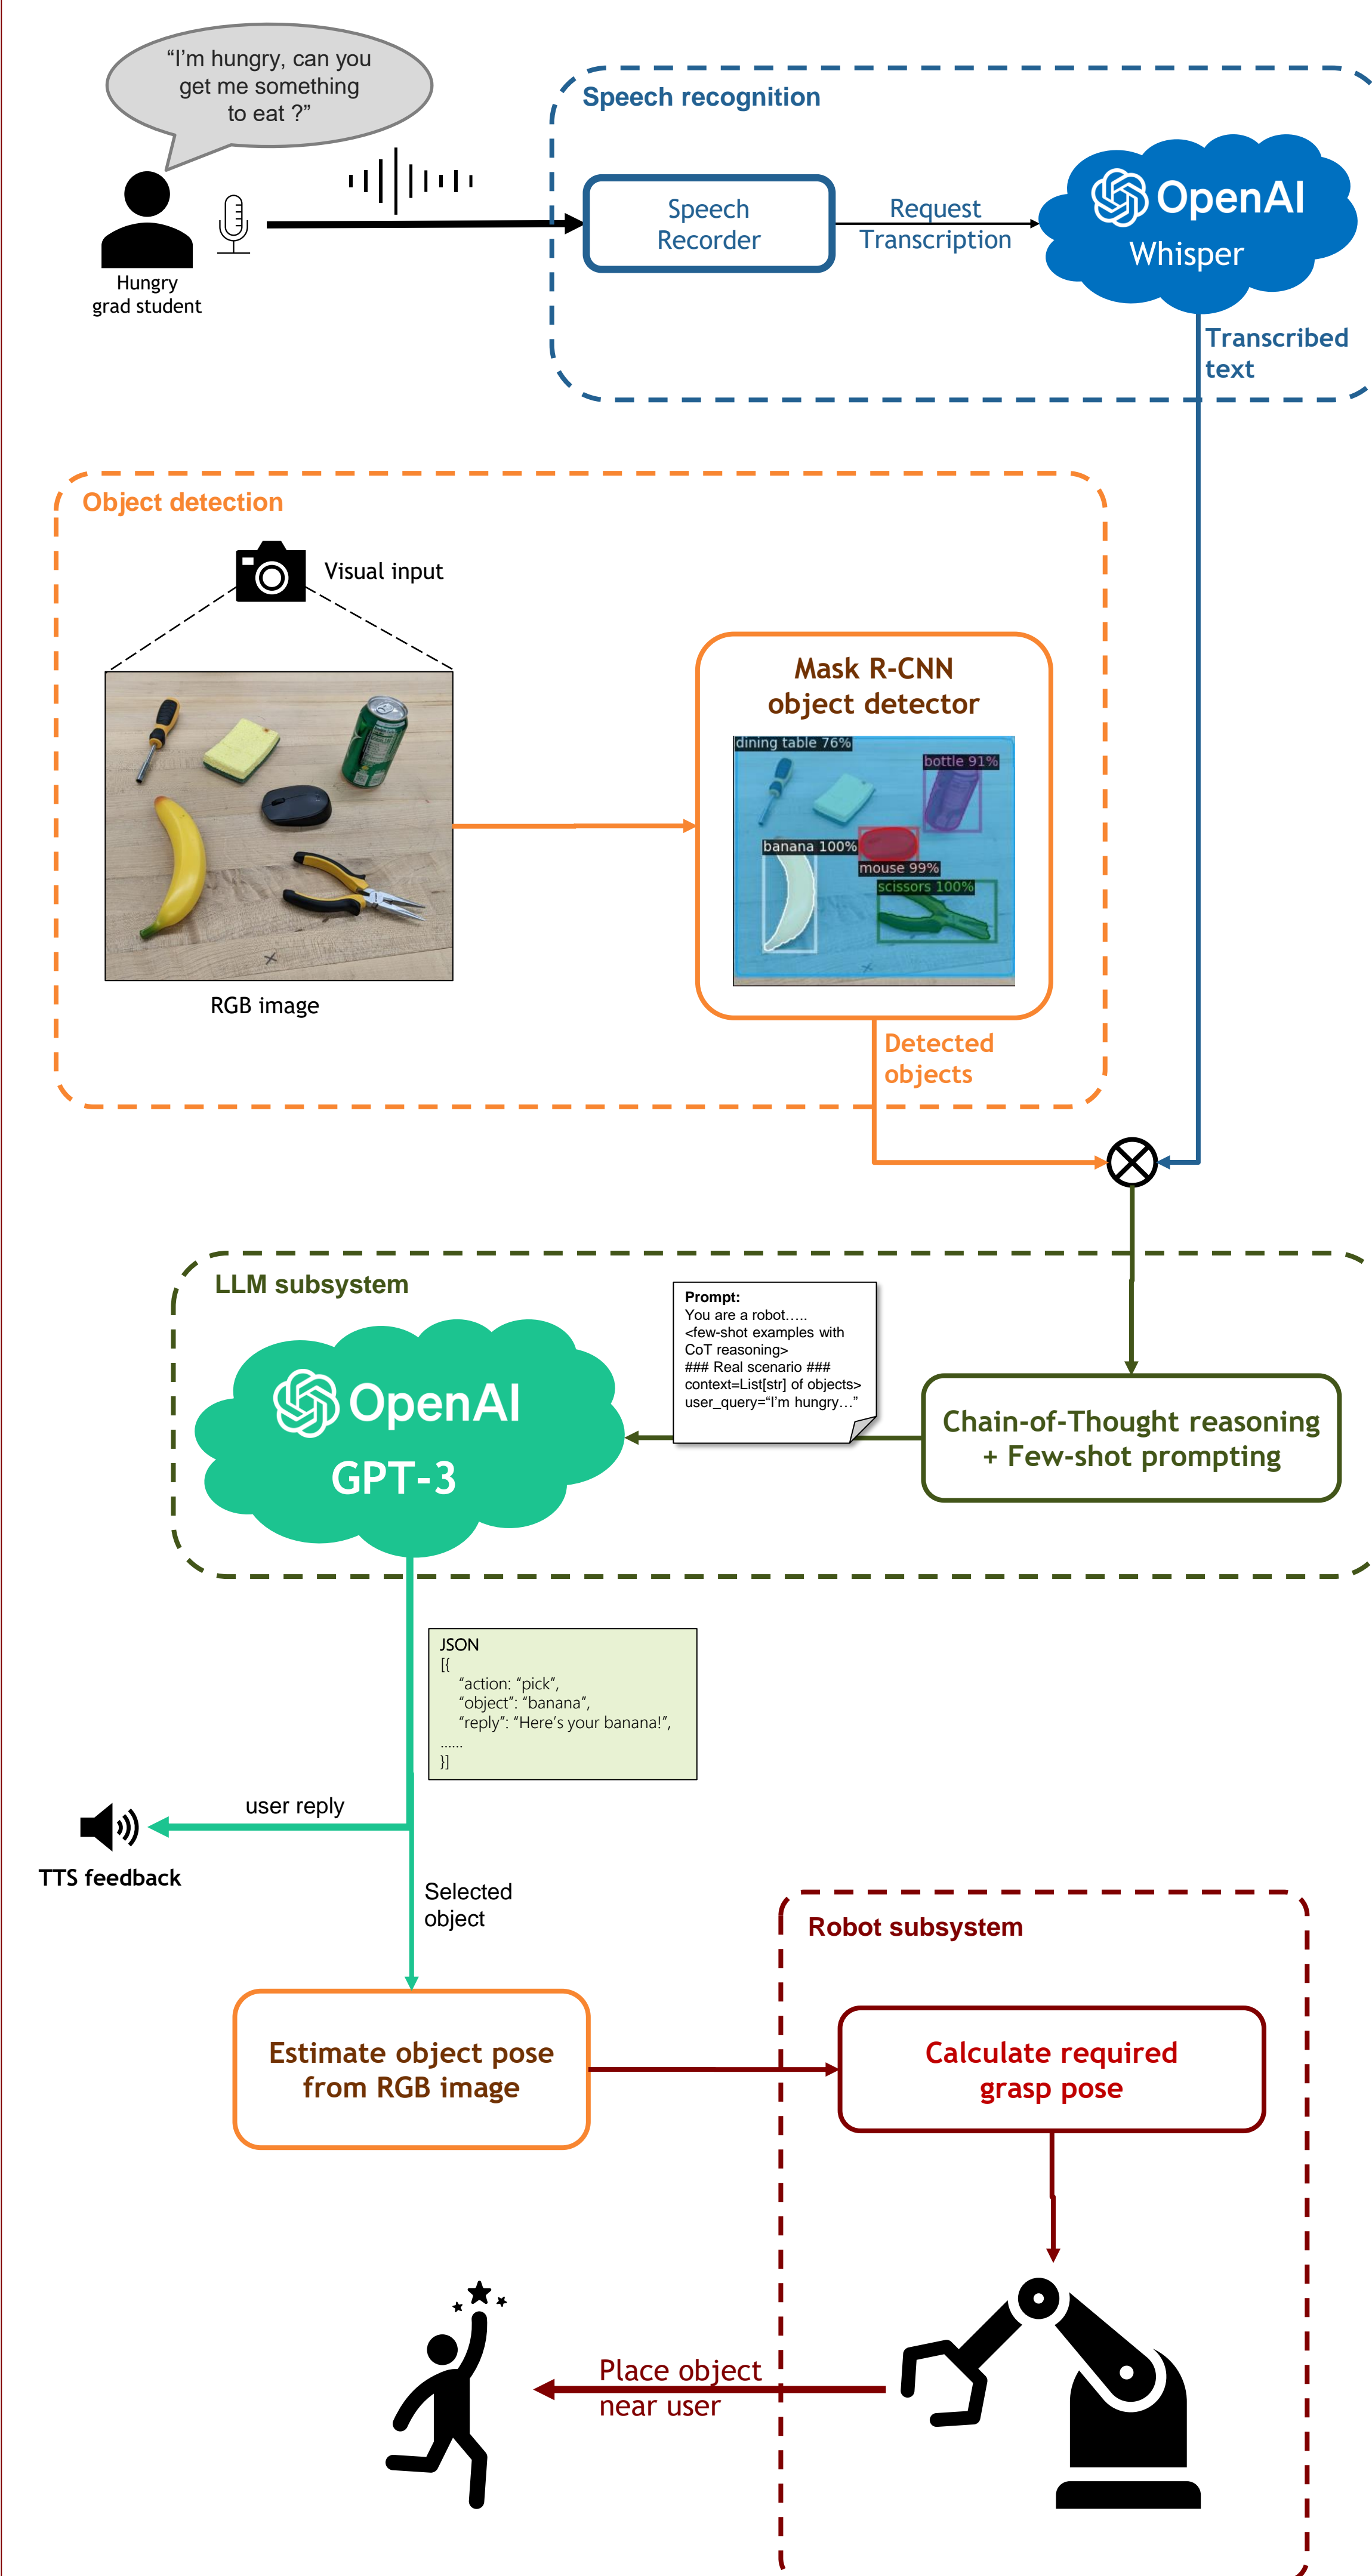 “I’m hungry, can you
get me something
to eat ?”
Hungry
grad student
Speech recognition
Speech
Recorder
Request
Transcription
OpenAI
Whisper
Transcribed
text
Object detection
Visual input
RGB image
Mask R-CNN
object detector
dining table 76%
bottle 91%
banana 100%
mouse 99%
scissors 100%
Detected
objects
LLM subsystem
OpenAI
GPT-3
Prompt:
You are a robot.....
<few-shot examples with
CoT reasoning>
### Real scenario ###
context=List[str] of objects>
user_query=“I’m hungry...”
Chain-of-Thought reasoning
+ Few-shot prompting
JSON
[{
“action: “pick”,
“object”: “banana”,
“reply”: “Here’s your banana!”,
......
}]
user reply
TTS feedback
Selected
object
Estimate object pose
from RGB image
Robot subsystem
Calculate required
grasp pose
Place object
near user